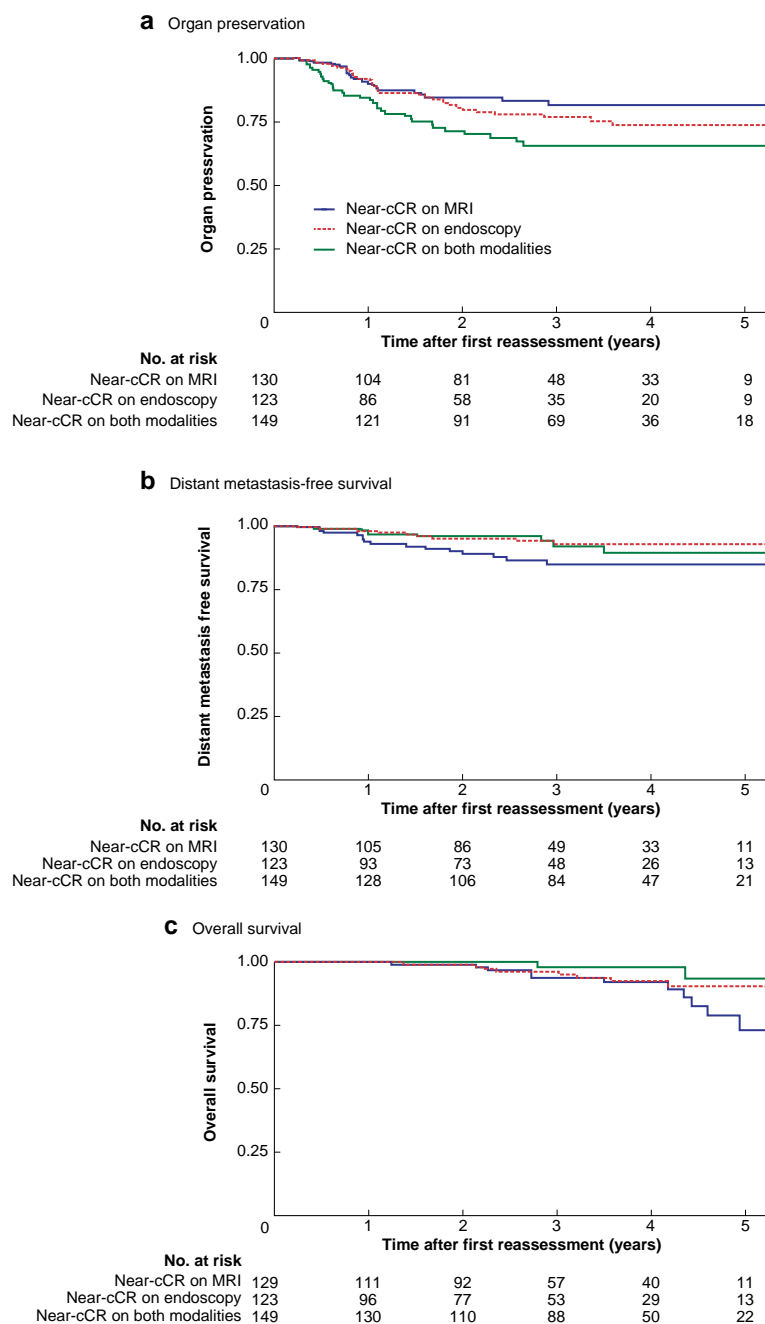 a Organ preservation
1.00
0.75
0.50
0.25
Organ pressrvation
Near-cCR on MRI
Near-cCR on endoscopy
Near-cCR on both modalities
0 1 2 3 4 5
Time after first reassessment (years)
No. at risk
Near-cCR on MRI 130 104 81 48 33 9
Near-cCR on endoscopy 123 86 58 35 20 9
Near-cCR on both modalities 149 121 91 69 36 18
b Distant metastasis-free survival
1.00
0.75
0.50
0.25
Distant metastasis free survival
0 1 2 3 4 5
Time after first reassessment (years)
No. at risk
Near-cCR on MRI 130 105 86 49 33 11
Near-cCR on endoscopy 123 93 73 48 26 13
Near-cCR on both modalities 149 128 106 84 47 21
c Overall survival
1.00
0.75
0.50
0.25
Overall survival
0 1 2 3 4 5
Time after first reassessment (years)
No. at risk
Near-cCR on MRI 129 111 92 57 40 11
Near-cCR on endoscopy 123 96 77 53 29 13
Near-cCR on both modalities 149 130 110 88 50 22